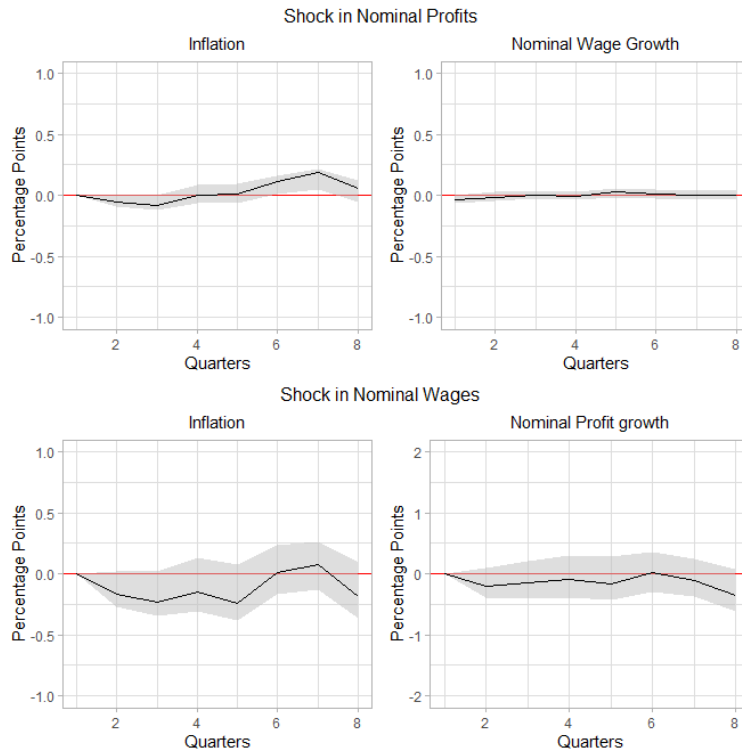 Shock in Nominal Profits
Inflation
Nominal Wage Growth
1.0
0.5
0.0
-0.5
-1.0
Percentage Points
2
4
6
8
Quarters
1.0
0.5
0.0
-0.5
-1.0
Percentage Points
2
4
6
8
Quarters
Shock in Nominal Wages
Inflation
Nominal Profit growth
1.0
0.5
0.0
-0.5
-1.0
Percentage Points
2
4
6
8
Quarters
2
1
0
-1
-2
Percentage Points
2
4
6
8
Quarters